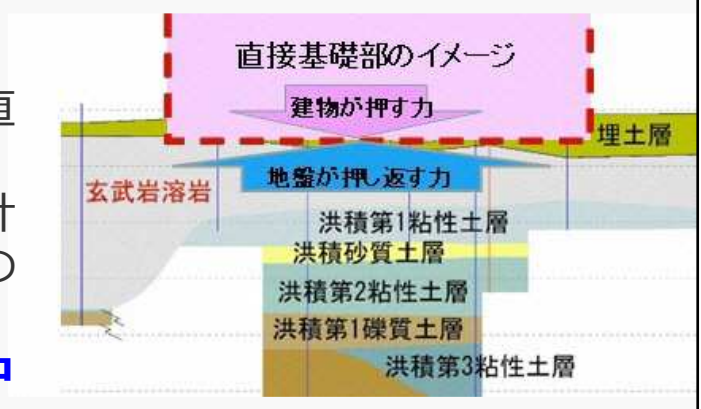 直接基礎部のイメージ
建物が押す力
埋土層
地盤が押し返す力
玄武岩溶岩
洪積第1粘性土層
洪積砂質土層
洪積第2粘性土層
洪積第1礫質土層
洪積第3粘性土層
直
計
の